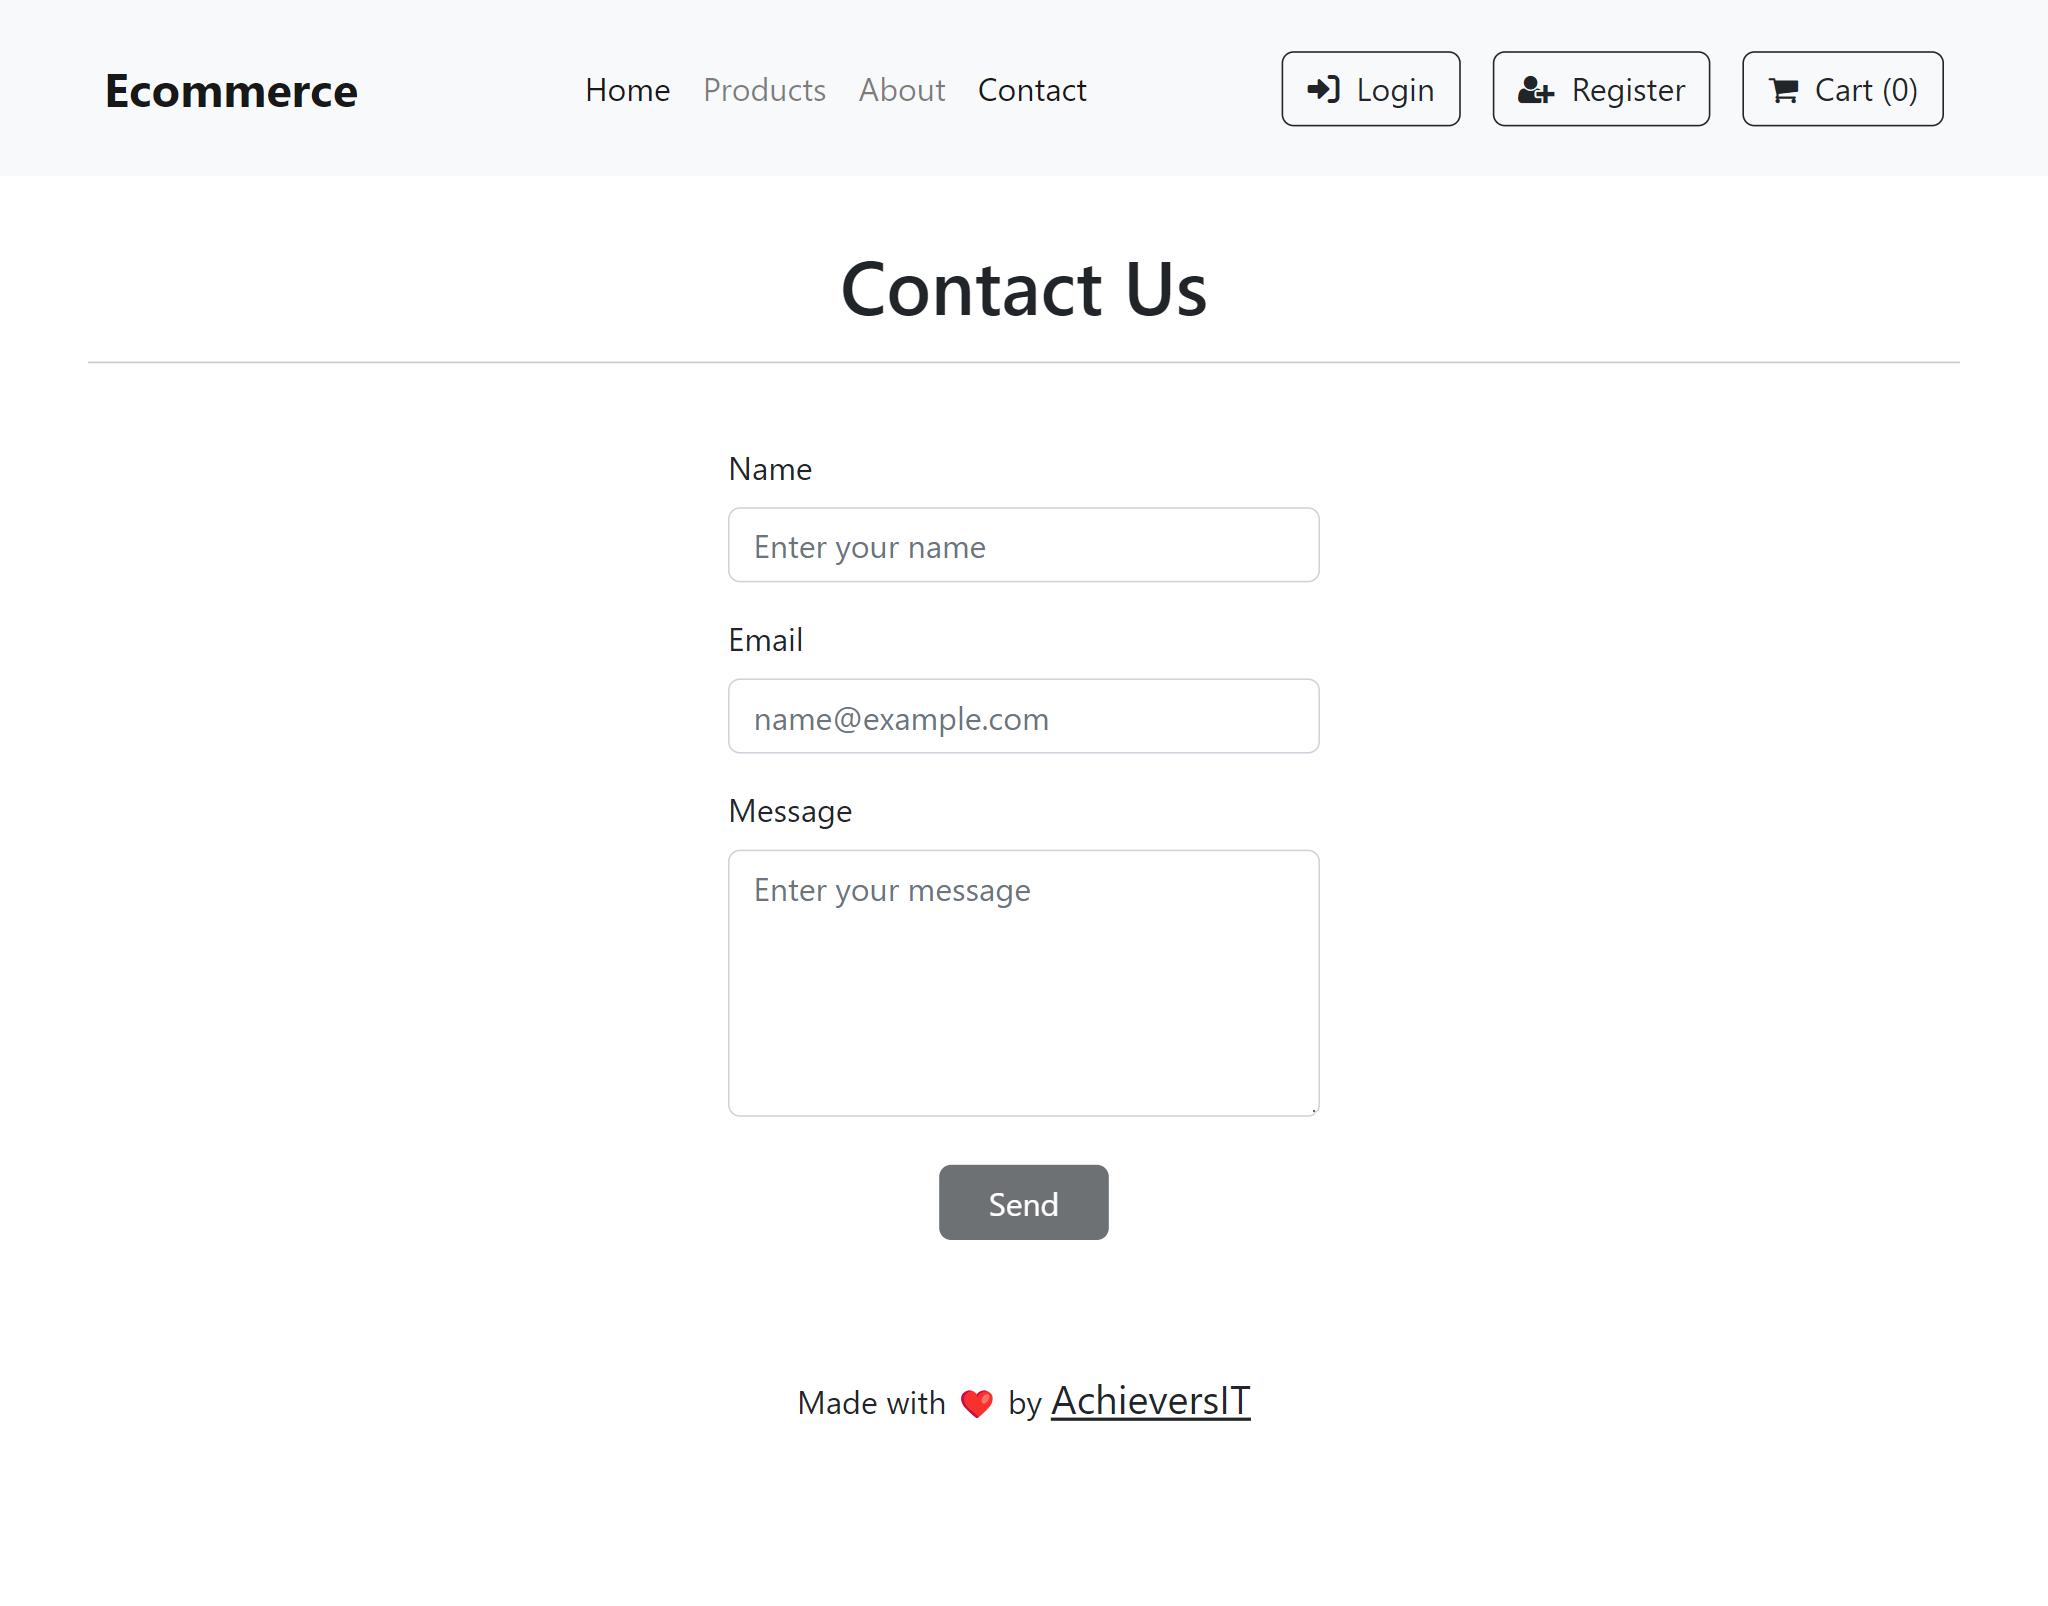 Ecommerce Home Products About Contact Login Register Cart (0)
Contact Us
Name
Enter your name
Email
name@example.com
Message
Enter your message
Send
Made with ❤️ by AchieversIT